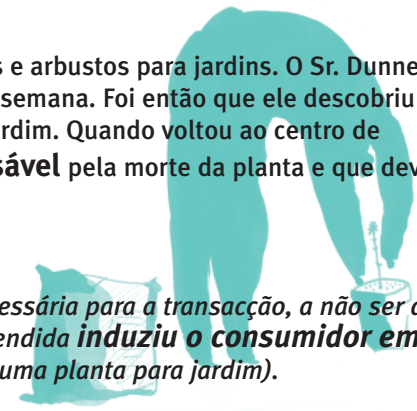 s e arbustos para jardins. O Sr. Dunne
semana. Foi então que ele descobriu
rdim. Quando voltou ao centro de
sável pela morte da planta e que dev
essária para a transacção, a não ser
endida induziu o consumidor em
uma planta para jardim).